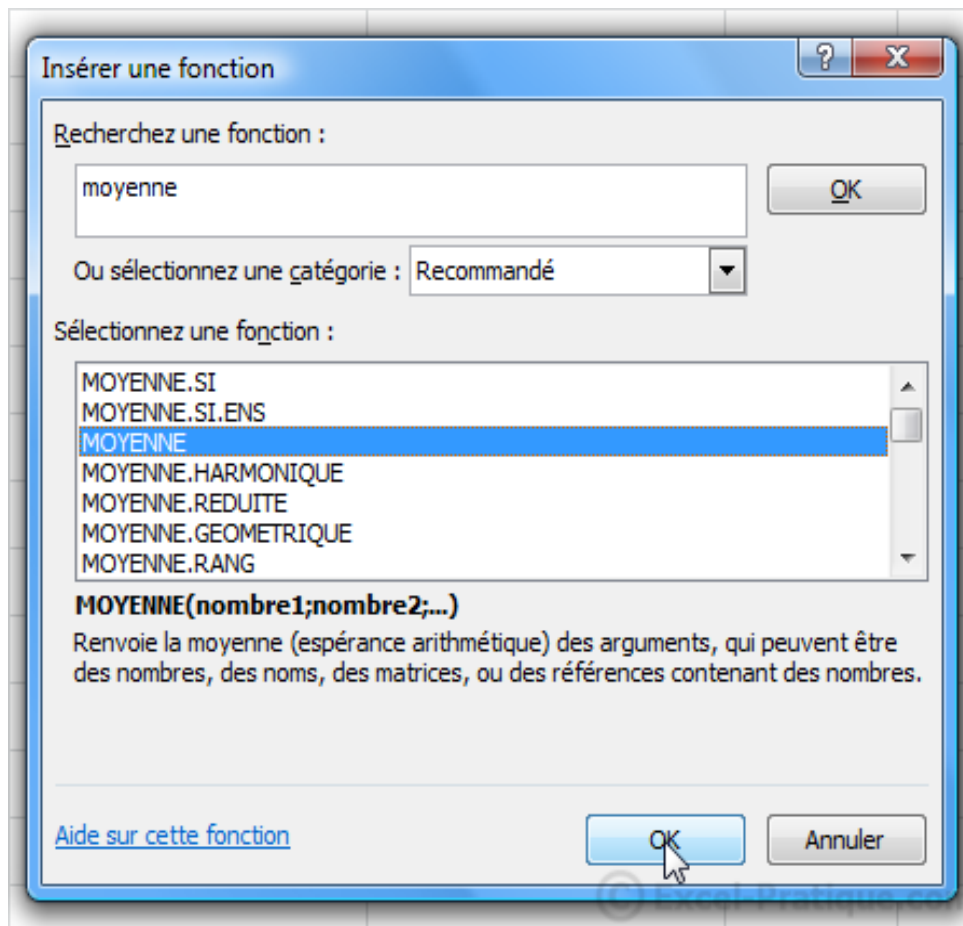 Insérer une fonction
?
X
Recherchez une fonction :
moyenne
OK
Ou sélectionnez une catégorie : Recommandé
Sélectionnez une fonction :
MOYENNE.SI
MOYENNE.SI.ENS
MOYENNE
MOYENNE.HARMONIQUE
MOYENNE.REDUITE
MOYENNE.GEOMETRIQUE
MOYENNE.RANG
MOYENNE(nombre1;nombre2;...)
Renvoie la moyenne (espérance arithmétique) des arguments, qui peuvent être
des nombres, des noms, des matrices, ou des références contenant des nombres.
Aide sur cette fonction
OK
Annuler
© Excel-Pratique.com